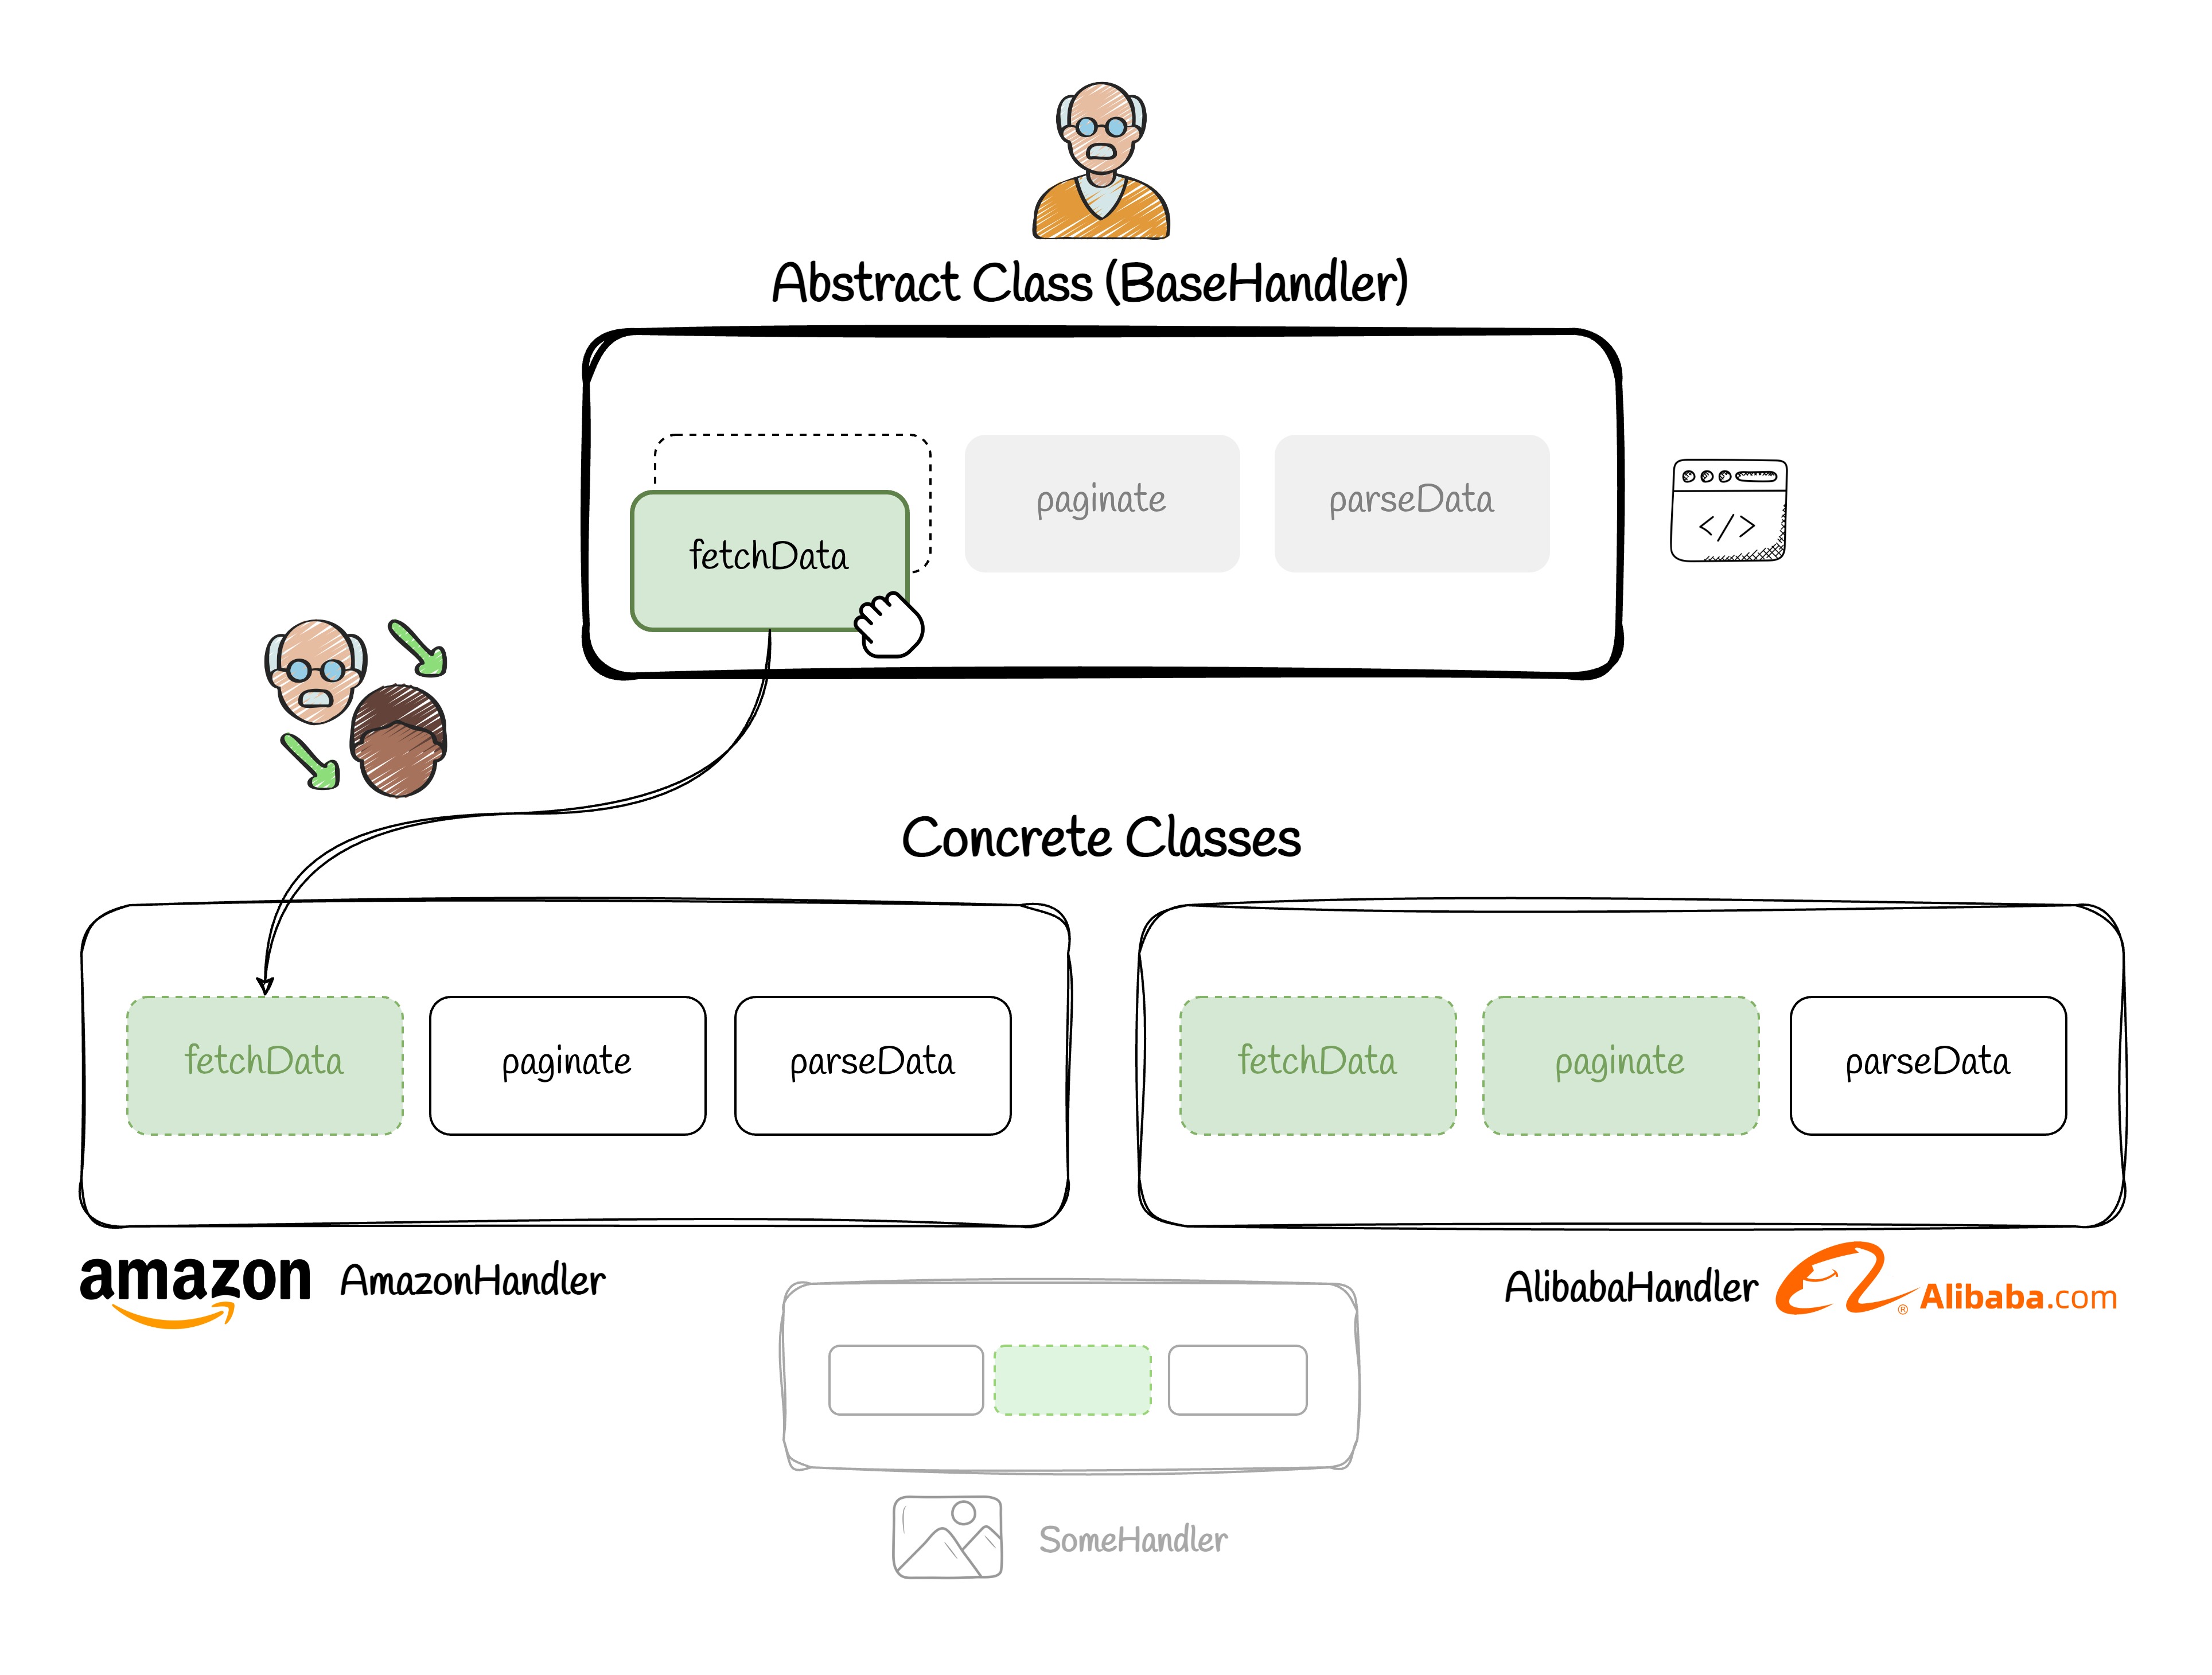 Abstract Class (BaseHandler)
paginate
parseData
fetchData
</>
Concrete Classes
fetchData
paginate
parseData
fetchData
paginate
parseData
amazon
AmazonHandler
AlibabaHandler
Alibaba.com
®
SomeHandler